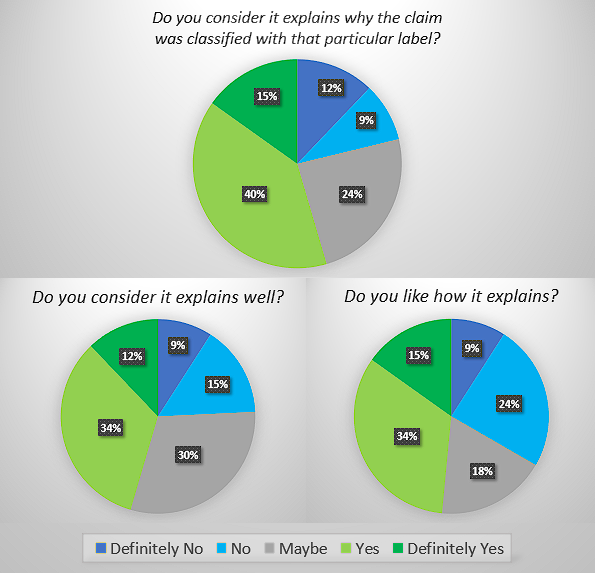 Do you consider it explains why the claim
was classified with that particular label?
15%
12%
9%
40%
24%
Do you consider it explains well?
Do you like how it explains?
12%
9%
15%
34%
30%
15%
9%
24%
34%
18%
Definitely No
No
Maybe
Yes
Definitely Yes